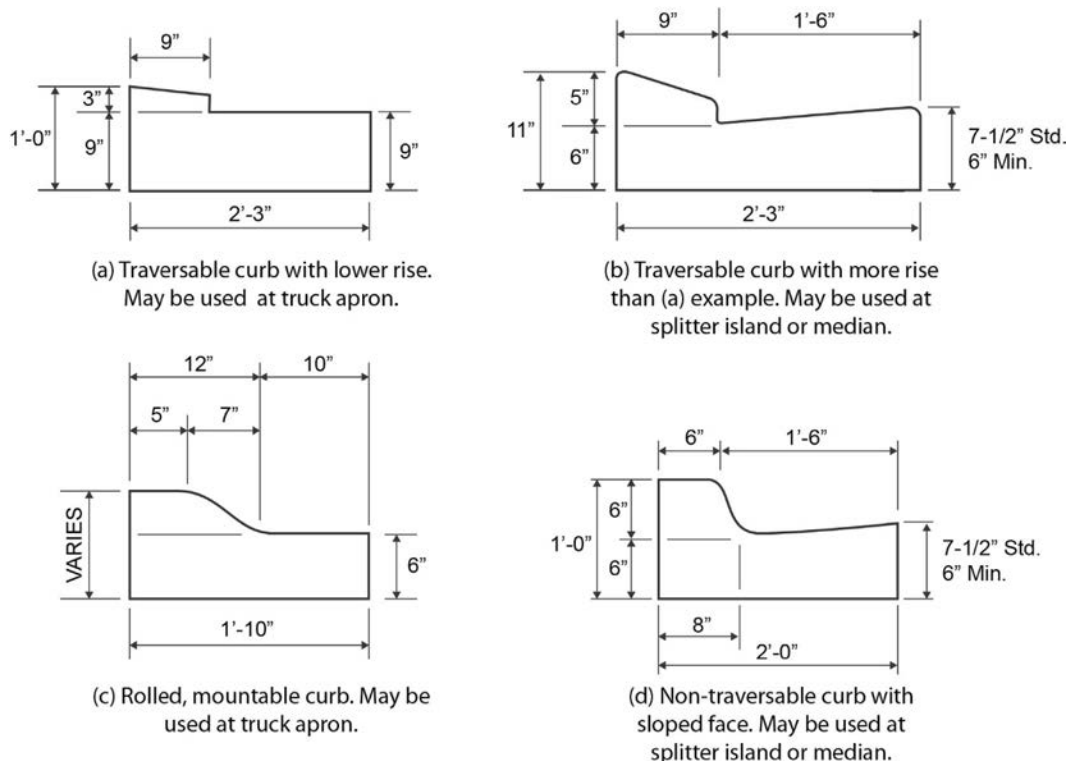 9”
3”
1’-0”
9”
9”
2’-3”
(a) Traversable curb with lower rise.
May be used at truck apron.
9” 1’-6”
5”
11”
6”
7-1/2” Std.
6” Min.
2’-3”
(b) Traversable curb with more rise
than (a) example. May be used at
splitter island or median.
12” 10”
5” 7”
VARIES
6”
1’-10”
(c) Rolled, mountable curb. May be
used at truck apron.
6” 1’-6”
6”
1’-0”
6”
7-1/2” Std.
6” Min.
8”
2’-0”
(d) Non-traversable curb with
sloped face. May be used at
splitter island or median.